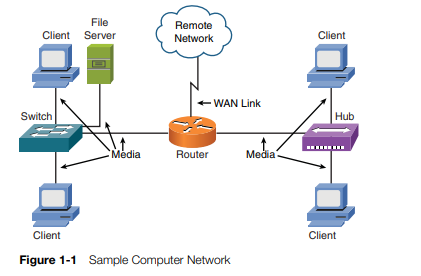 File
Client
Server
Remote
Network
Client
WAN Link
Switch
Hub
Media
Router
Media
Client
Client
Figure 1-1 Sample Computer Network